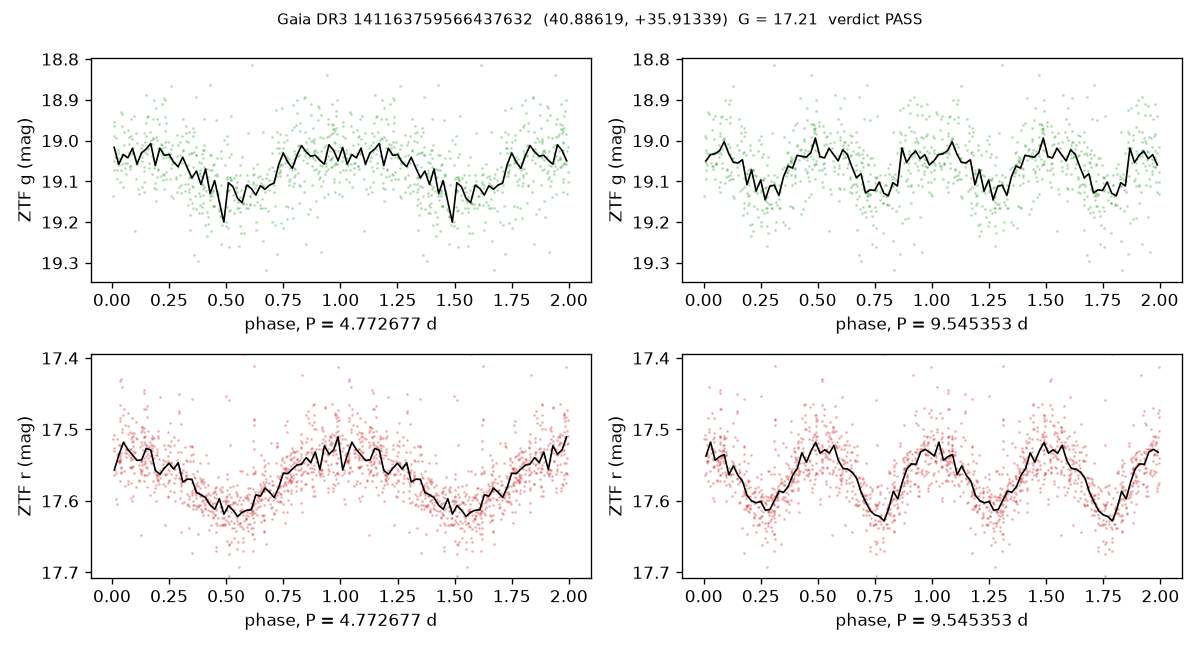 Gaia DR3 141163759566437632 (40.88619, +35.91339) G = 17.21 verdict PASS
ZTF g (mag)
18.8
18.9
19.0
19.1
19.2
19.3
0.00 0.25 0.50 0.75 1.00 1.25 1.50 1.75 2.00
phase, P = 4.772677 d
ZTF g (mag)
18.8
18.9
19.0
19.1
19.2
19.3
0.00 0.25 0.50 0.75 1.00 1.25 1.50 1.75 2.00
phase, P = 9.545353 d
ZTF r (mag)
17.4
17.5
17.6
17.7
0.00 0.25 0.50 0.75 1.00 1.25 1.50 1.75 2.00
phase, P = 4.772677 d
ZTF r (mag)
17.4
17.5
17.6
17.7
0.00 0.25 0.50 0.75 1.00 1.25 1.50 1.75 2.00
phase, P = 9.545353 d